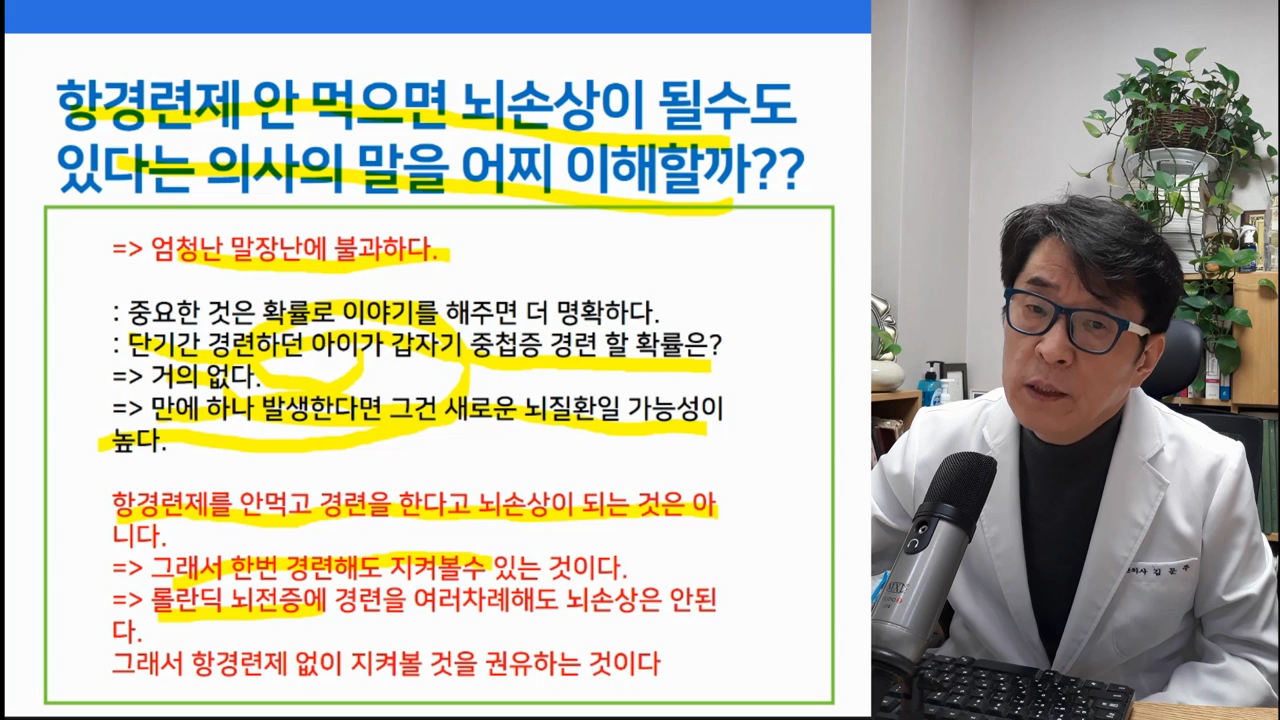 항경련제 안 먹으면 뇌손상이 될수도
있다는 의사의 말을 어찌 이해할까??
=> 엄청난 말장난에 불과하다.
: 중요한 것은 확률로 이야기를 해주면 더 명확하다.
: 단기간 경련하던 아이가 갑자기 중첩증 경련 할 확률은?
=> 거의 없다.
=> 만에 하나 발생한다면 그건 새로운 뇌질환일 가능성이
높다.
항경련제를 안먹고 경련을 한다고 뇌손상이 되는 것은 아
니다.
=> 그래서 한번 경련해도 지켜볼수 있는 것이다.
=> 롤란딕 뇌전증에 경련을 여러차례해도 뇌손상은 안된
다.
그래서 항경련제 없이 지켜볼 것을 권유하는 것이다